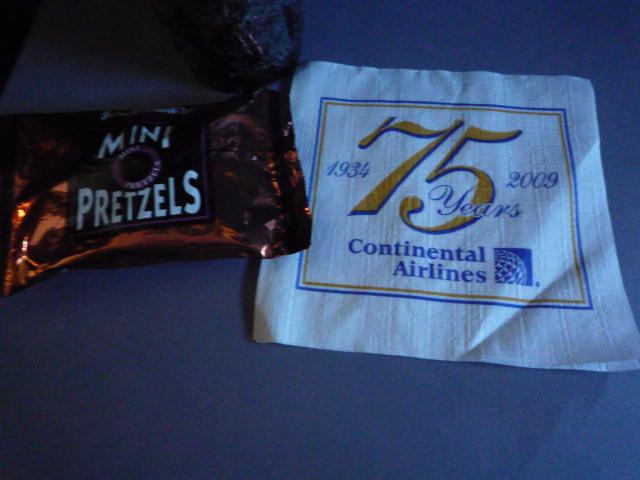 MINI
PRETZELS
75
1934
2009
Years
Continental
Airlines